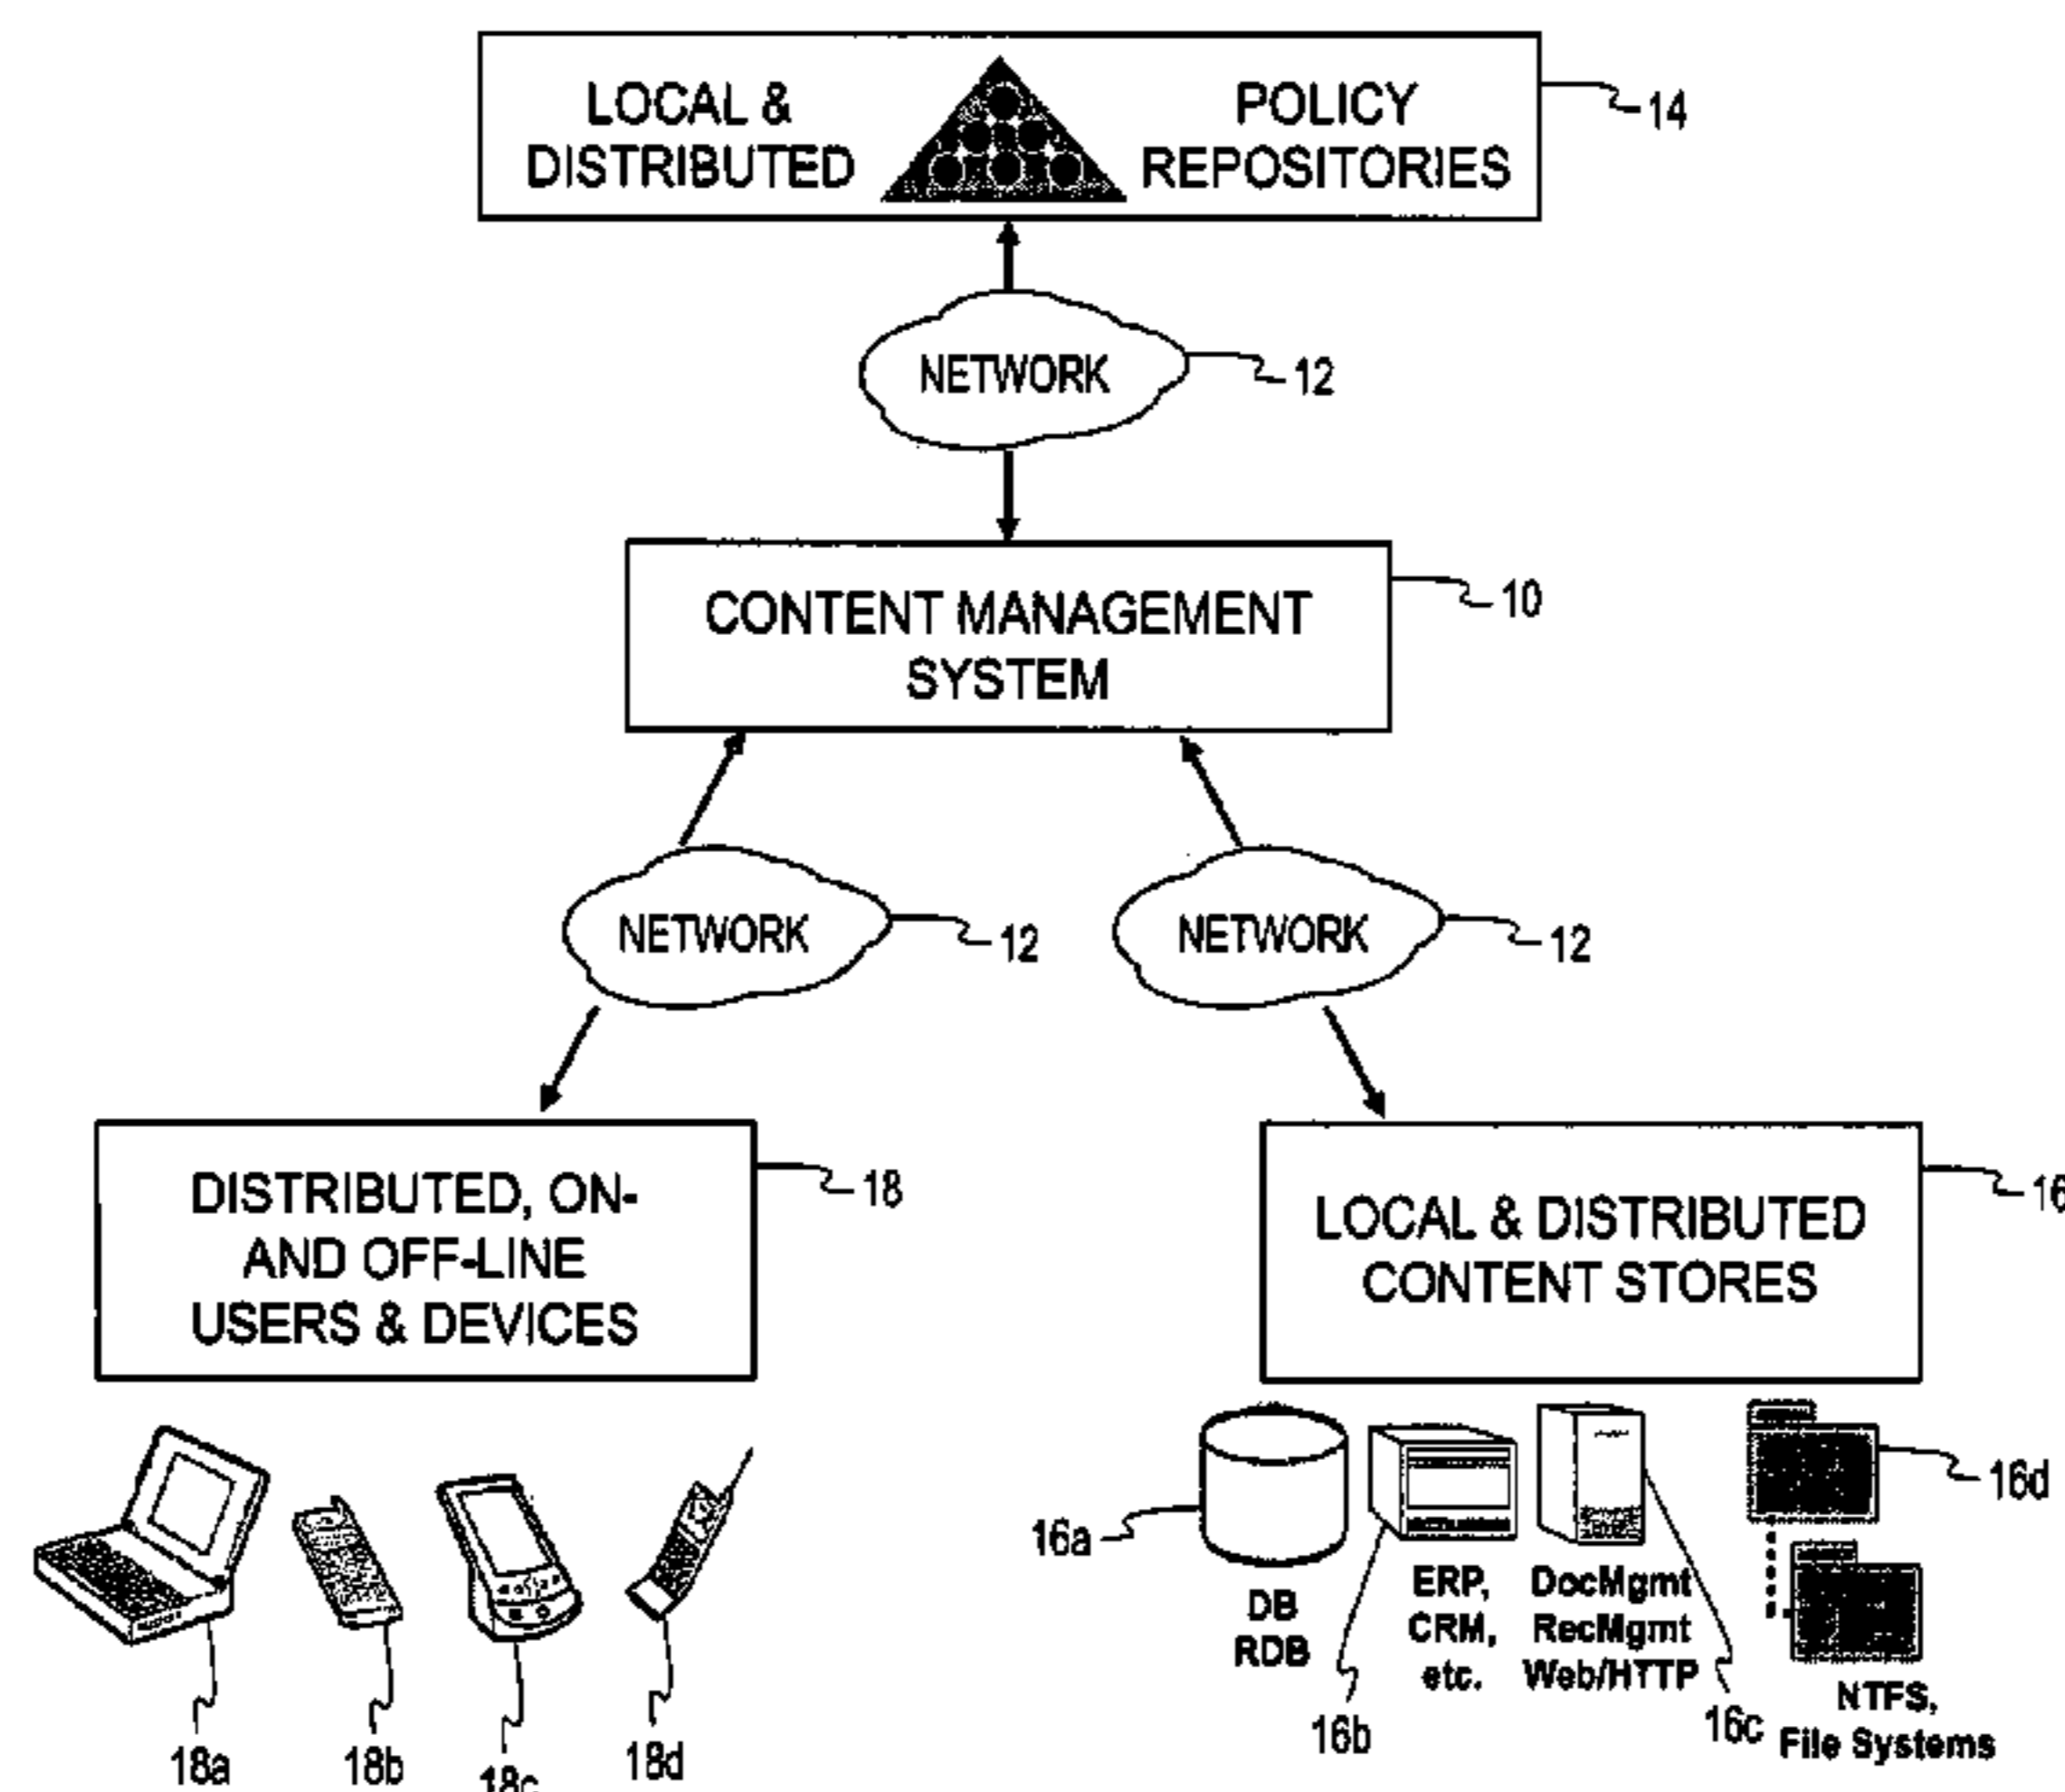 LOCAL &
DISTRIBUTED
POLICY
REPOSITORIES
14
NETWORK
12
CONTENT MANAGEMENT
SYSTEM
10
NETWORK
12
NETWORK
12
DISTRIBUTED, ON-
AND OFF-LINE
USERS & DEVICES
18
LOCAL & DISTRIBUTED
CONTENT STORES
16
18a
18b
18c
18d
16a
DB
RDB
ERP,
CRM,
etc.
16b
DocMgmt
RecMgmt
Web/HTTP
16c
16d
NTFS,
File Systems